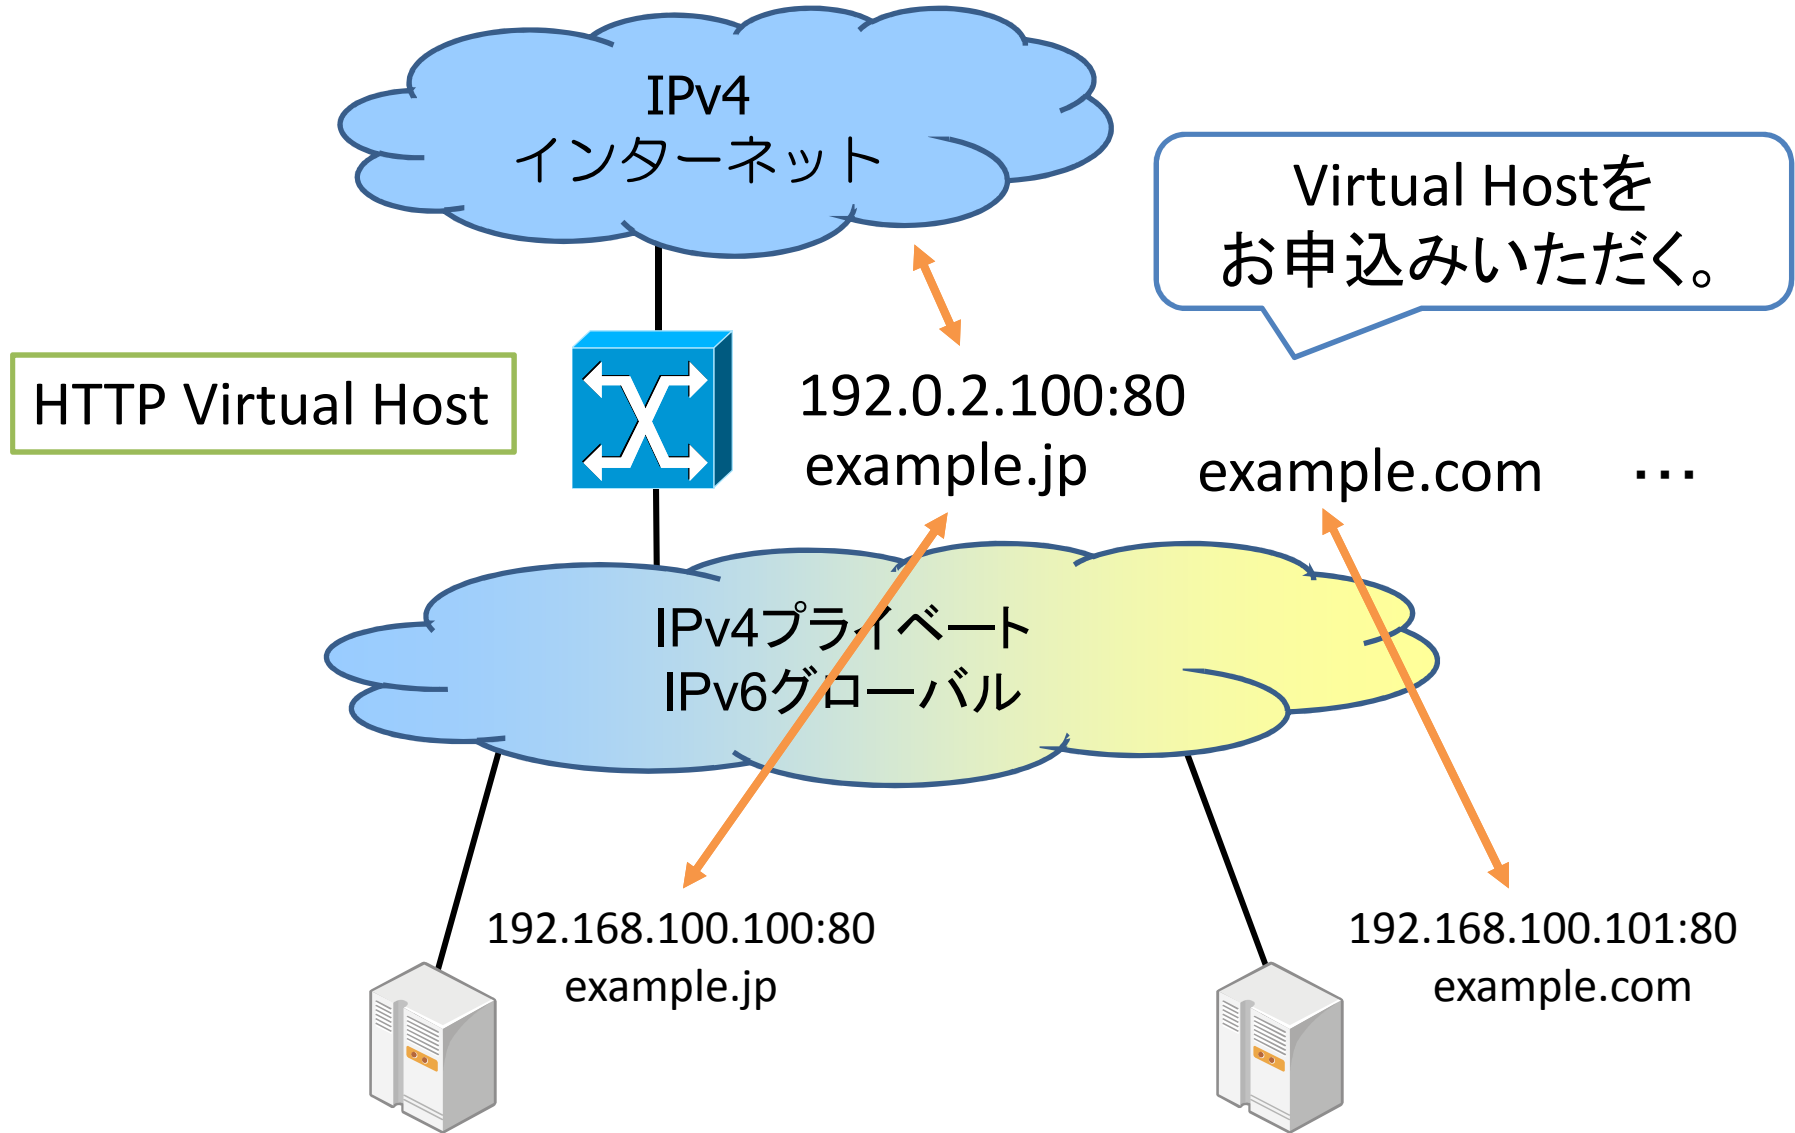 IPv4
インターネット
Virtual Hostを
お申込みいただく。
HTTP Virtual Host
192.0.2.100:80
example.jp
example.com
・・・
IPv4プライベート
IPv6グローバル
192.168.100.100:80
example.jp
192.168.100.101:80
example.com